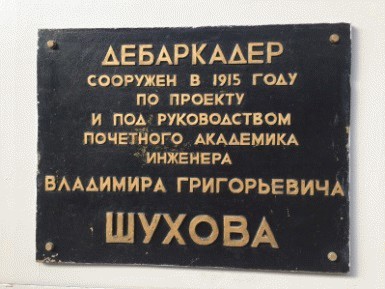 ДЕБАРКАДЕР
СООРУЖЕН В 1915 ГОДУ
ПО ПРОЕКТУ
И ПОД РУКОВОДСТВОМ
ПОЧЕТНОГО АКАДЕМИКА
ИНЖЕНЕРА
ВЛАДИМИРА ГРИГОРЬЕВИЧА
ШУХОВА